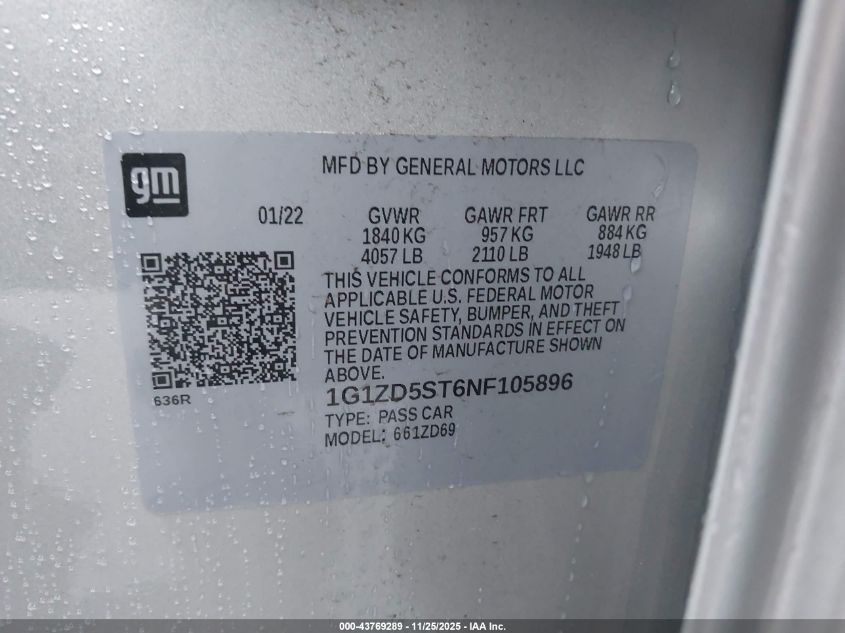 gm
MFD BY GENERAL MOTORS LLC
01/22 GVWR GAWR FRT GAWR RR
1840 KG 957 KG 884 KG
4057 LB 2110 LB 1948 LB
THIS VEHICLE CONFORMS TO ALL
APPLICABLE U.S. FEDERAL MOTOR
VEHICLE SAFETY, BUMPER, AND THEFT
PREVENTION STANDARDS IN EFFECT ON
THE DATE OF MANUFACTURE SHOWN
ABOVE.
636R
1G1ZD5ST6NF105896
TYPE: PASS CAR
MODEL: 661ZD69
000-43769289 - 11/25/2025 - IAA Inc.